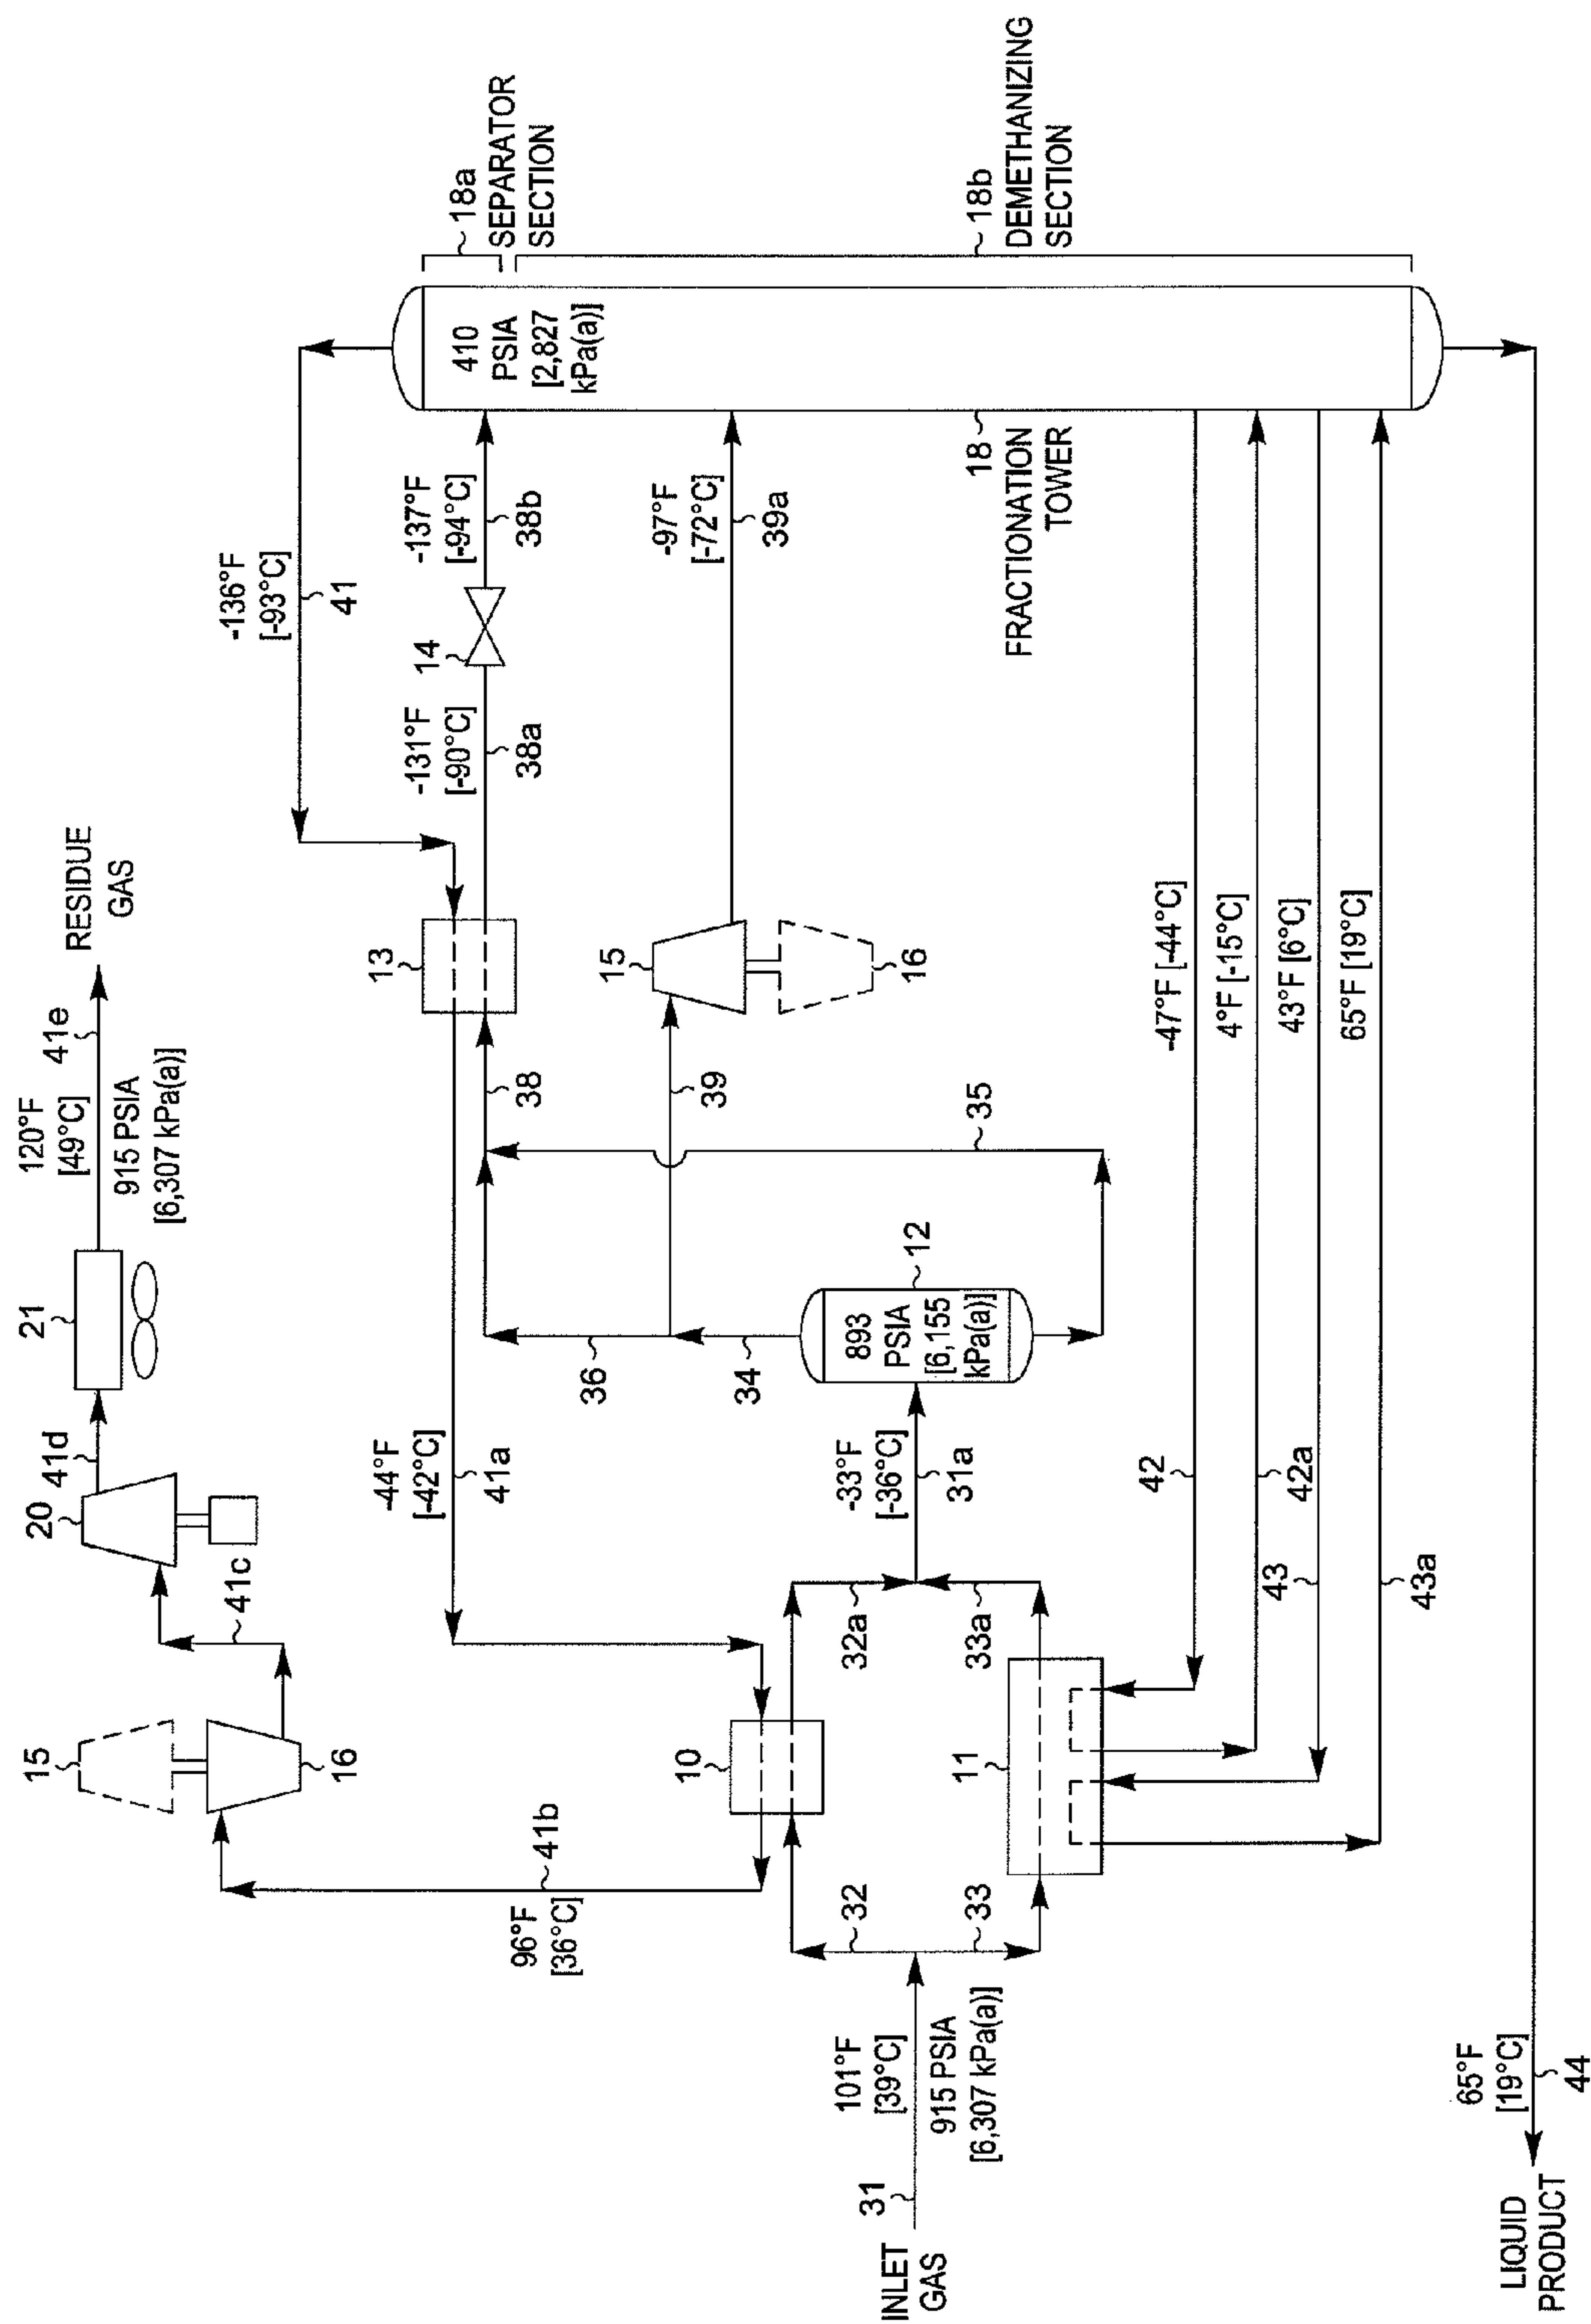 RESIDUE
GAS
120°F
[49°C]
41e
915 PSIA
[6,307 kPa(a)]
21
41d
20
41c
15
16
41b
96°F
[36°C]
-136°F
[-93°C]
41
-44°F
[-42°C]
41a
13
-131°F
[-90°C]
38a
14
-137°F
[-94°C]
38b
38
36
34
39
15
16
-97°F
[-72°C]
39a
35
12
893
PSIA
[6,155
kPa(a)]
-33°F
[-36°C]
31a
32a
33a
10
11
32
33
101°F
[39°C]
915 PSIA
[6,307 kPa(a)]
31
INLET
GAS
410
PSIA
[2,827
kPa(a)]
18a
SEPARATOR
SECTION
18b
DEMETHANIZING
SECTION
18
FRACTIONATION
TOWER
-47°F [-44°C]
4°F [-15°C]
43°F [6°C]
65°F [19°C]
42
42a
43
43a
65°F
[19°C]
44
LIQUID
PRODUCT